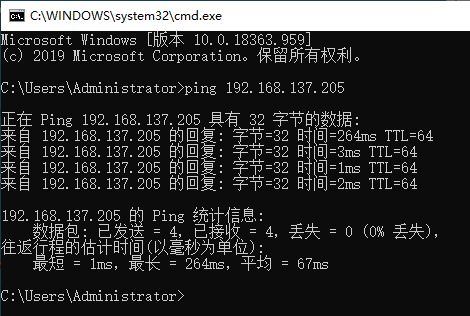 C:\WINDOWS\system32\cmd.exe
Microsoft Windows [版本 10.0.18363.959]
(c) 2019 Microsoft Corporation。保留所有权利。
C:\Users\Administrator>ping 192.168.137.205
正在 Ping 192.168.137.205 具有 32 字节的数据:
来自 192.168.137.205 的回复: 字节=32 时间=264ms TTL=64
来自 192.168.137.205 的回复: 字节=32 时间=3ms TTL=64
来自 192.168.137.205 的回复: 字节=32 时间=1ms TTL=64
来自 192.168.137.205 的回复: 字节=32 时间=2ms TTL=64
192.168.137.205 的 Ping 统计信息:
数据包: 已发送 = 4，已接收 = 4，丢失 = 0 (0% 丢失)，
往返行程的估计时间(以毫秒为单位):
最短 = 1ms，最长 = 264ms，平均 = 67ms
C:\Users\Administrator>